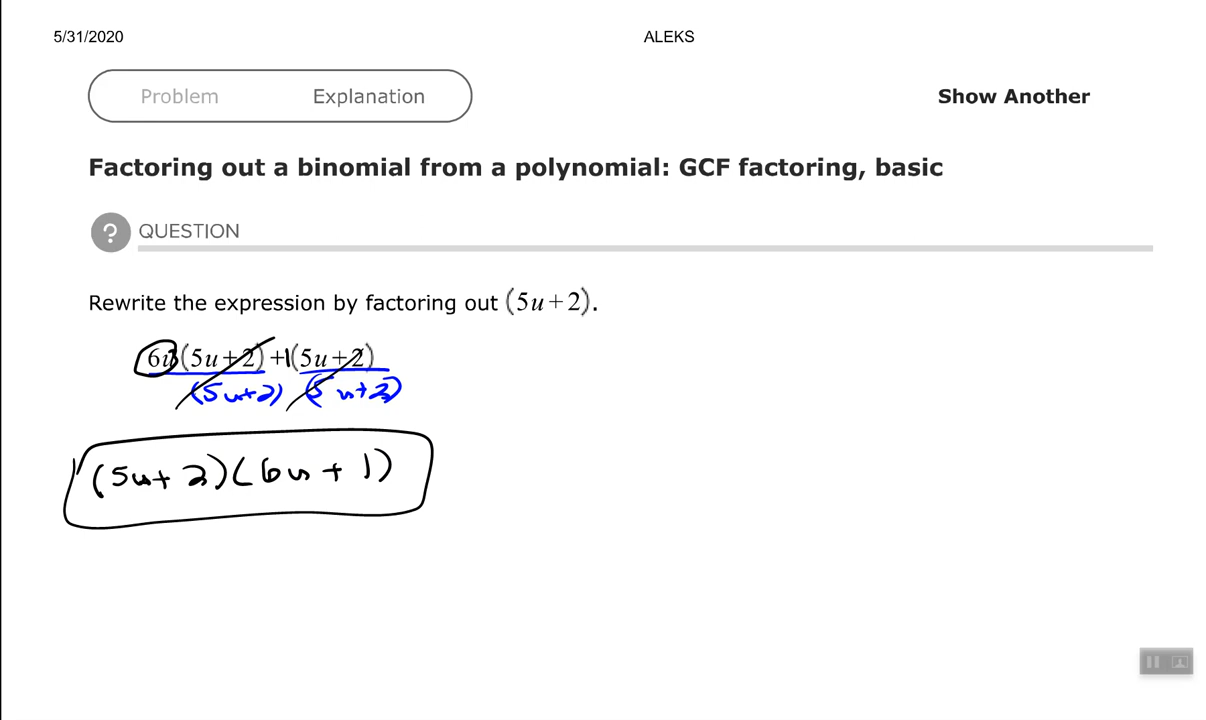 5/31/2020 ALEKS
Problem Explanation Show Another
Factoring out a binomial from a polynomial: GCF factoring, basic
? QUESTION
Rewrite the expression by factoring out (5u+2).
6u(5u+2)+1(5u+2)
(5u+2) (5u+2)
(5u+2)(6u+1)